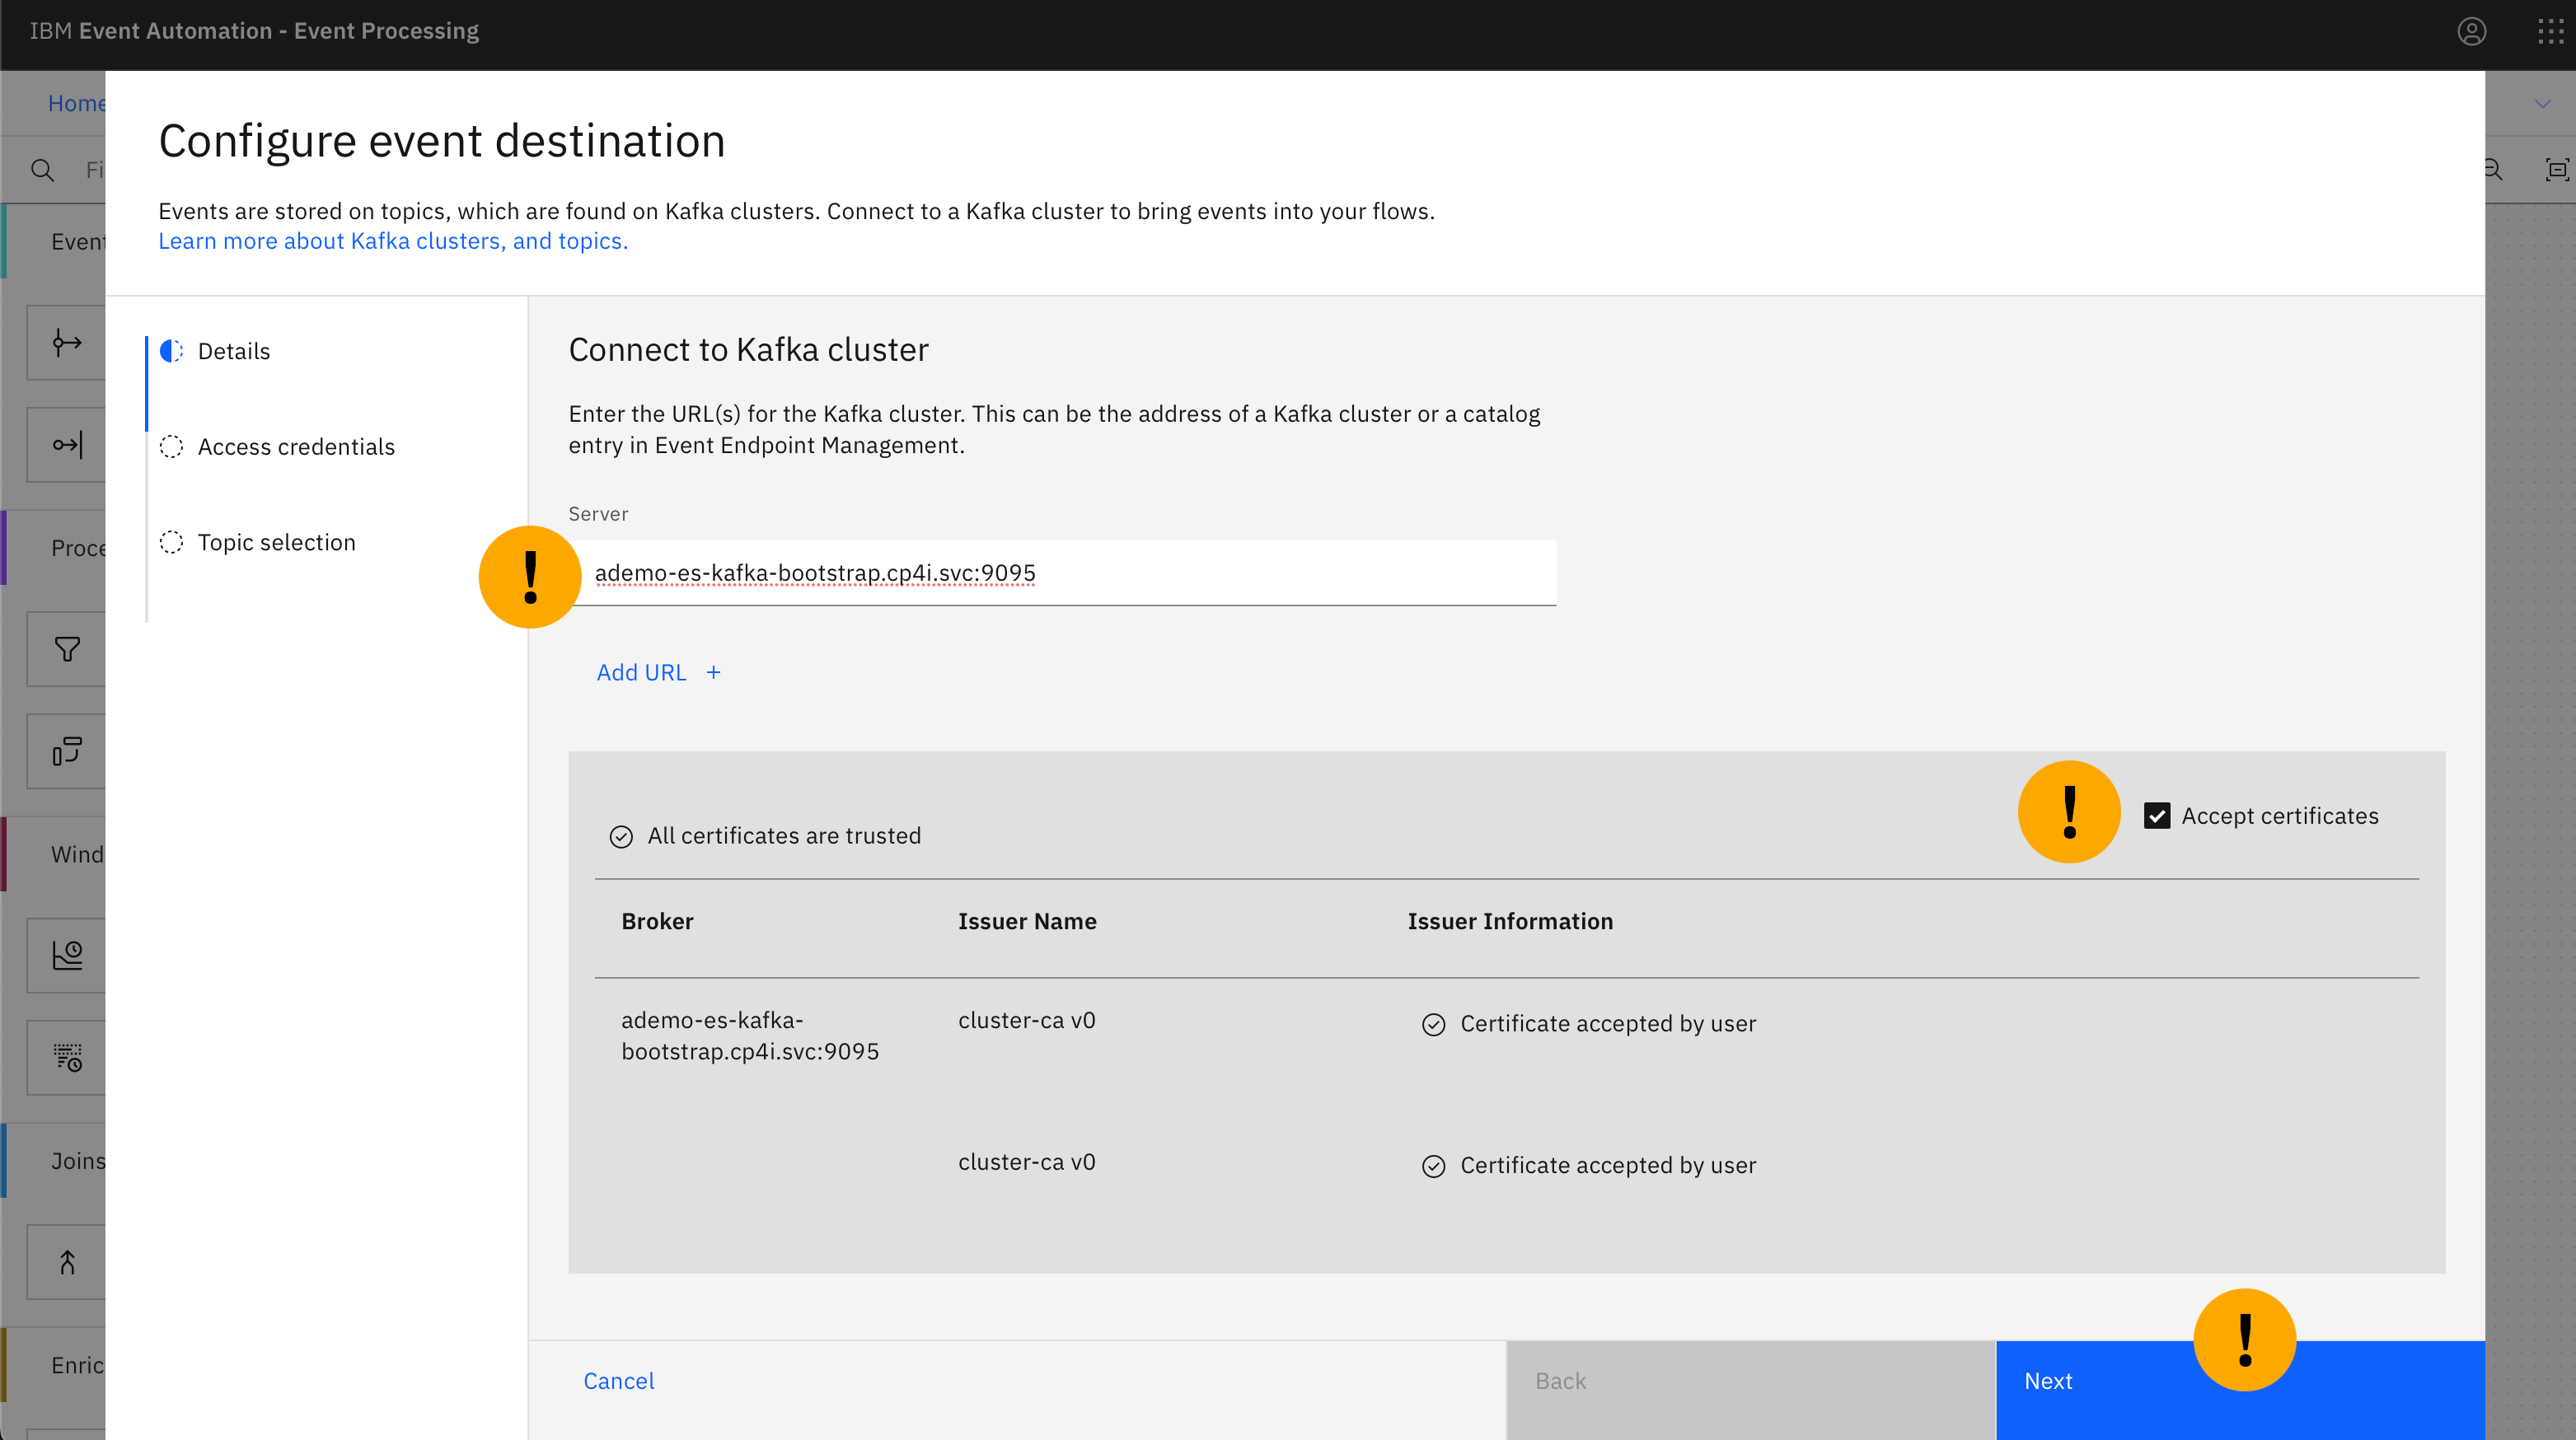 IBM Event Automation - Event Processing
Home
Configure event destination
Events are stored on topics, which are found on Kafka clusters. Connect to a Kafka cluster to bring events into your flows.
Learn more about Kafka clusters, and topics.
Fi
Event
Proce
Wind
Joins
Enric
Details
Access credentials
Topic selection
Connect to Kafka cluster
Enter the URL(s) for the Kafka cluster. This can be the address of a Kafka cluster or a catalog
entry in Event Endpoint Management.
Server
!
ademo-es-kafka-bootstrap.cp4i.svc:9095
Add URL +
All certificates are trusted
!
Accept certificates
Broker Issuer Name Issuer Information
ademo-es-kafka- cluster-ca v0 Certificate accepted by user
bootstrap.cp4i.svc:9095
cluster-ca v0 Certificate accepted by user
!
Cancel Back Next